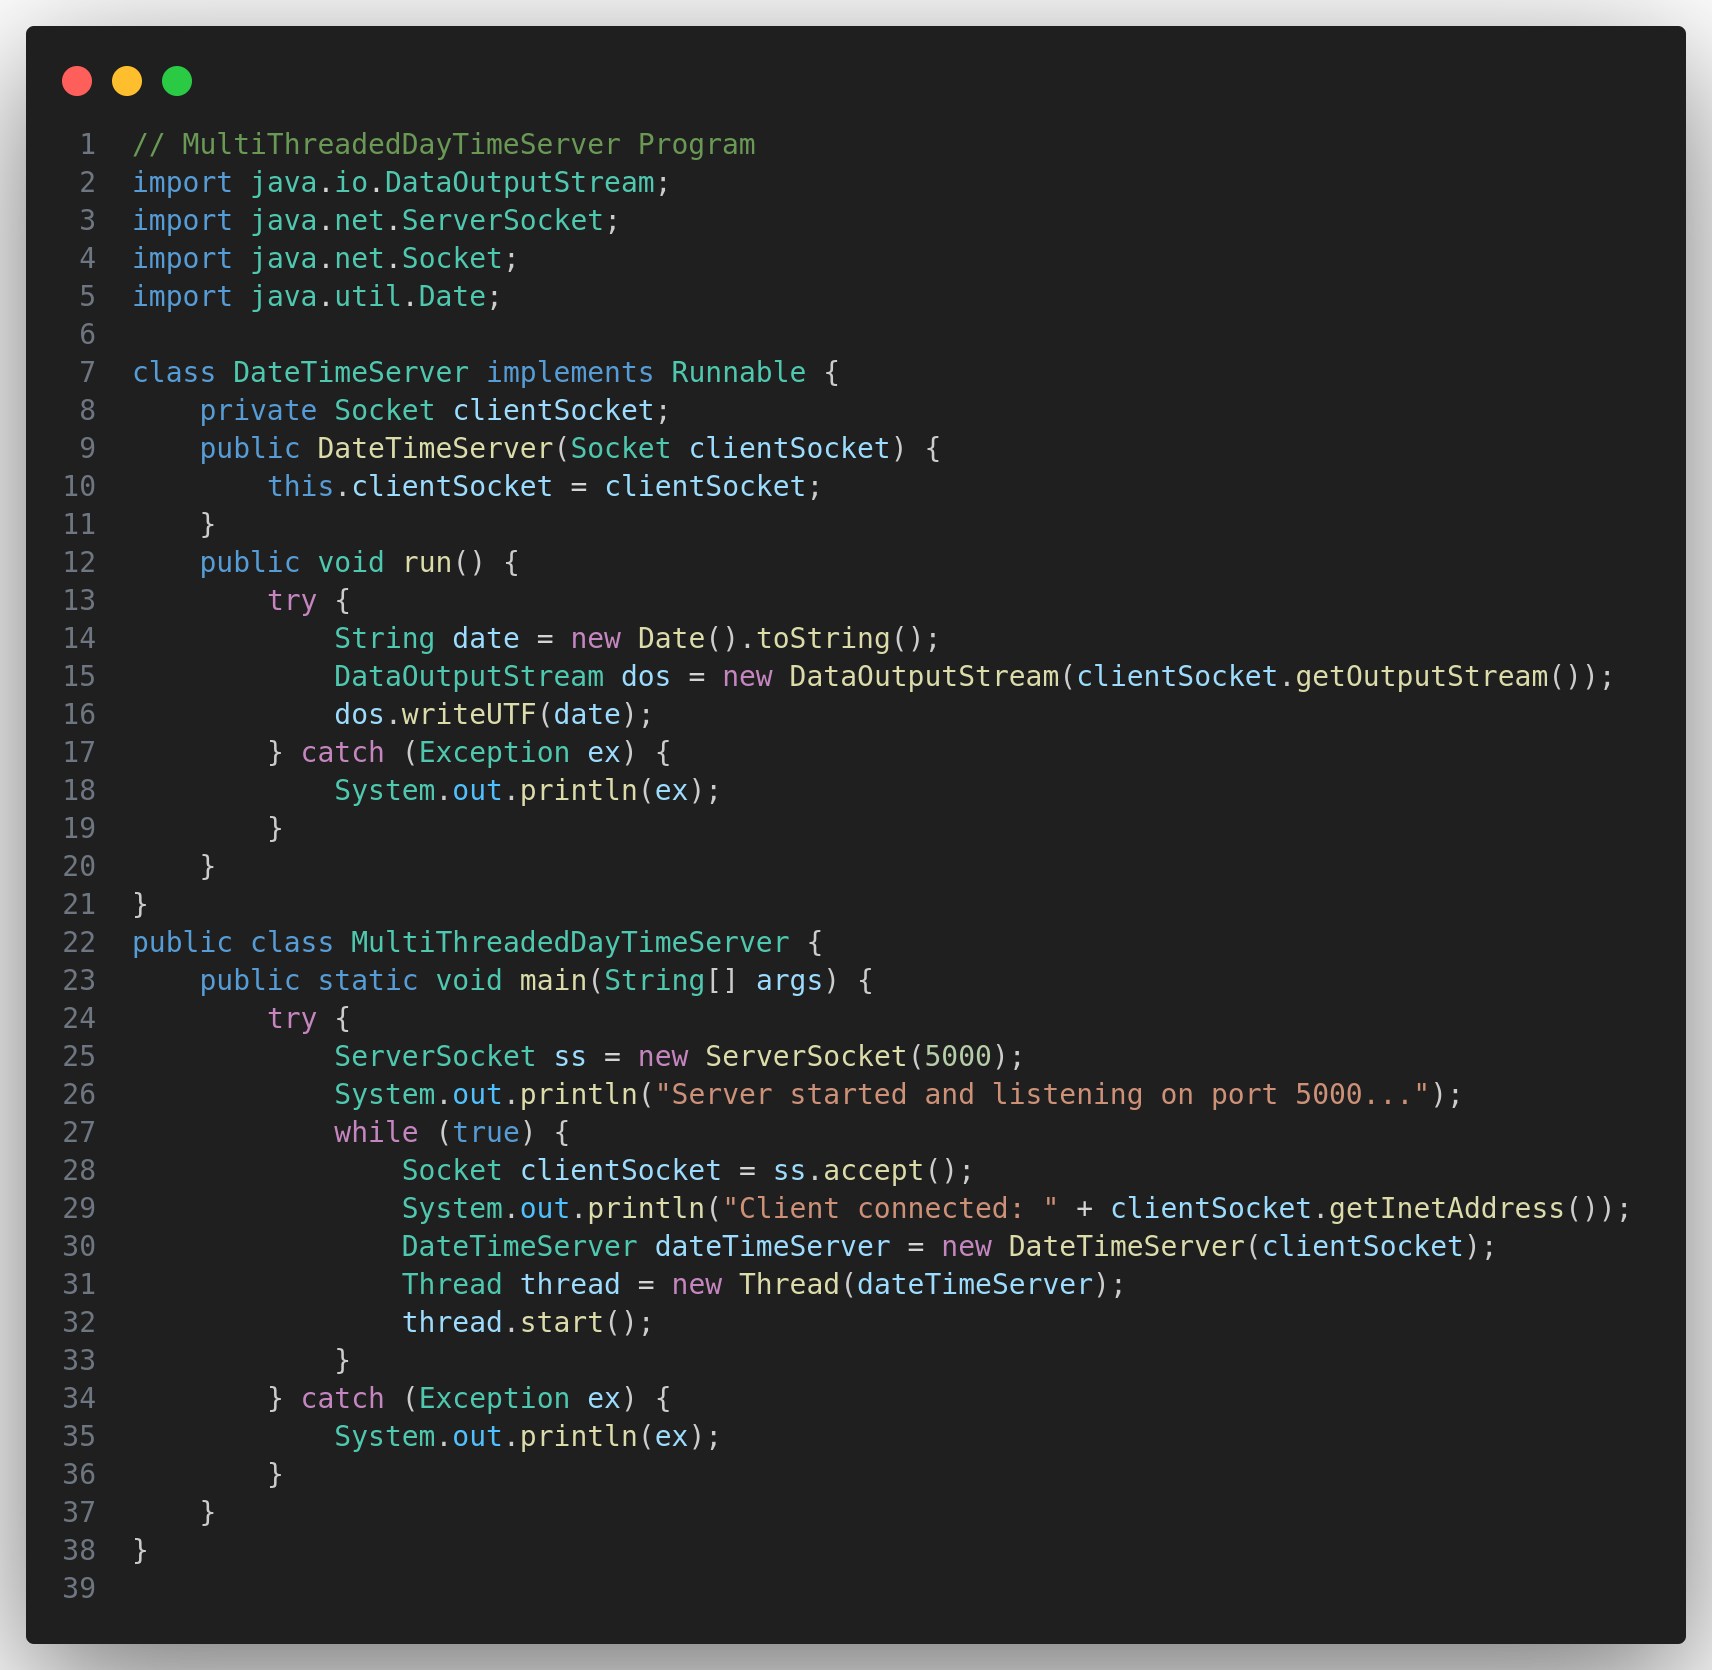 1 // MultiThreadedDayTimeServer Program
2 import java.io.DataOutputStream;
3 import java.net.ServerSocket;
4 import java.net.Socket;
5 import java.util.Date;
6
7 class DateTimeServer implements Runnable {
8     private Socket clientSocket;
9     public DateTimeServer(Socket clientSocket) {
10         this.clientSocket = clientSocket;
11     }
12     public void run() {
13         try {
14             String date = new Date().toString();
15             DataOutputStream dos = new DataOutputStream(clientSocket.getOutputStream());
16             dos.writeUTF(date);
17         } catch (Exception ex) {
18             System.out.println(ex);
19         }
20     }
21 }
22 public class MultiThreadedDayTimeServer {
23     public static void main(String[] args) {
24         try {
25             ServerSocket ss = new ServerSocket(5000);
26             System.out.println("Server started and listening on port 5000...");
27             while (true) {
28                 Socket clientSocket = ss.accept();
29                 System.out.println("Client connected: " + clientSocket.getInetAddress());
30                 DateTimeServer dateTimeServer = new DateTimeServer(clientSocket);
31                 Thread thread = new Thread(dateTimeServer);
32                 thread.start();
33             }
34         } catch (Exception ex) {
35             System.out.println(ex);
36         }
37     }
38 }
39